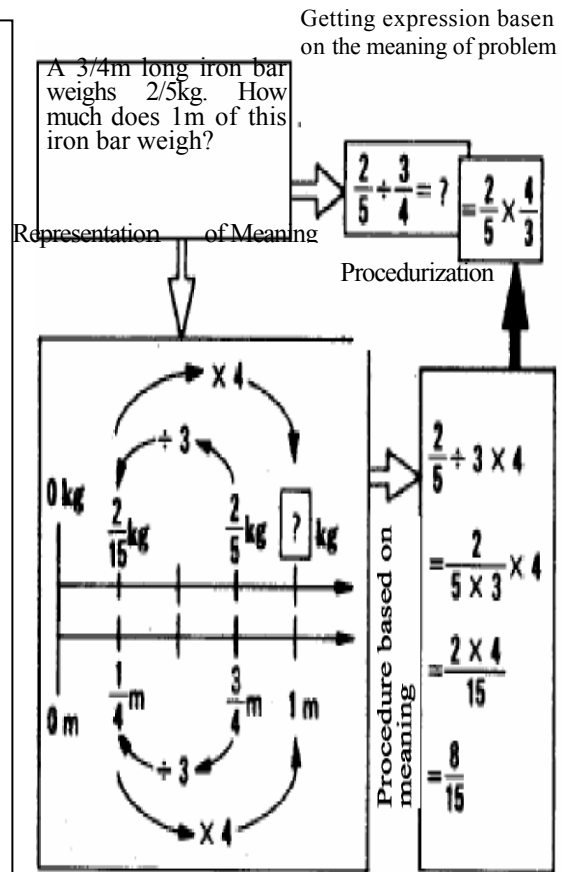 Getting expression basen
on the meaning of problem
A 3/4m long iron bar
weighs 2/5kg. How
much does 1m of this
iron bar weigh?
2/5 ÷ 3/4 = ?
= 2/5 × 4/3
Representation of Meaning
Procedurization
× 4
÷ 3
0 kg
2/15 kg
2/5 kg
? kg
1/4 m
3/4 m
1 m
0 m
÷ 3
× 4
Procedure based on
meaning
2/5 ÷ 3 × 4
= 2/(5 × 3) × 4
= (2 × 4)/15
= 8/15